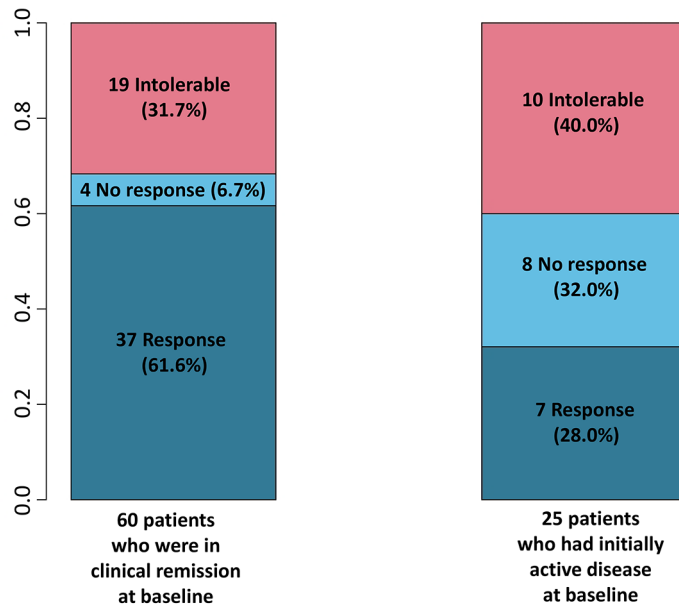 1.0
0.8
0.6
0.4
0.2
0.0
19 Intolerable
(31.7%)
4 No response (6.7%)
37 Response
(61.6%)
60 patients
who were in
clinical remission
at baseline
10 Intolerable
(40.0%)
8 No response
(32.0%)
7 Response
(28.0%)
25 patients
who had initially
active disease
at baseline